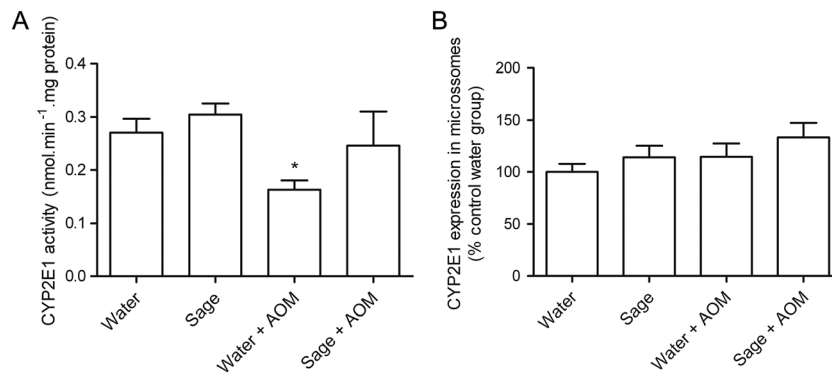 A
CYP2E1 activity (nmol.min⁻¹.mg protein)
0.4
0.3
0.2
0.1
0.0
*
Water
Sage
Water + AOM
Sage + AOM
B
CYP2E1 expression in microssomes
(% control water group)
200
150
100
50
0
Water
Sage
Water + AOM
Sage + AOM